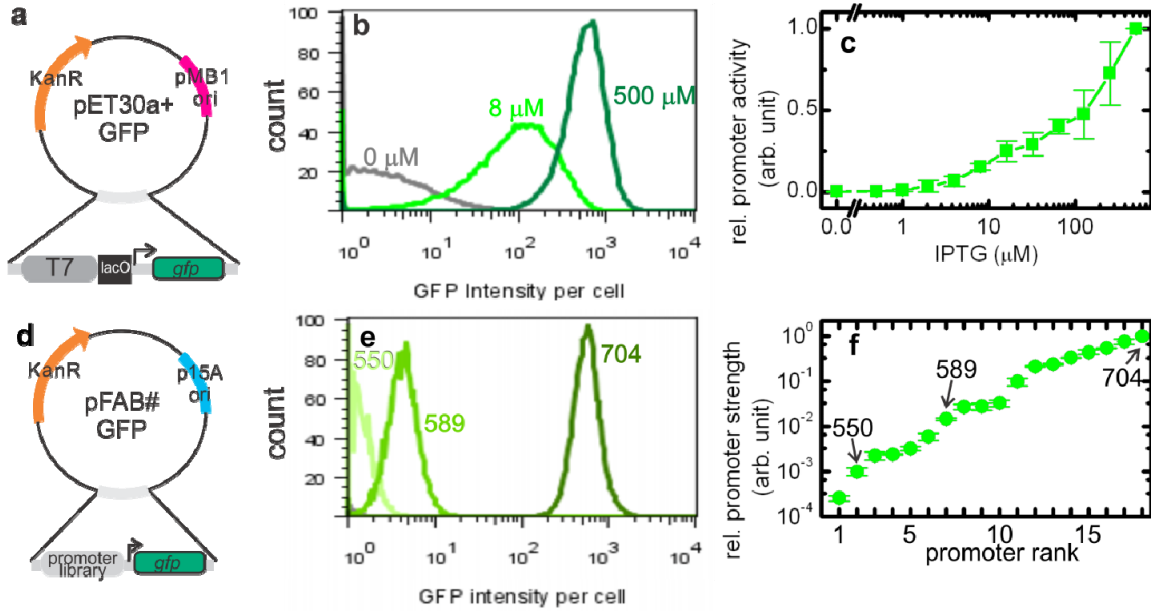 a
KanR
pMB1
ori
pET30a+
GFP
T7
lacO
gfp
b
count
100
80
60
40
20
0 μM
8 μM
500 μM
10^0
10^1
10^2
10^3
10^4
GFP Intensity per cell
c
rel. promoter activity
(arb. unit)
1.0
0.5
0.0
0.0
1
10
100
IPTG (μM)
d
KanR
p15A
ori
pFAB#
GFP
promoter
library
gfp
e
count
100
80
60
40
20
550
589
704
10^0
10^1
10^2
10^3
10^4
GFP intensity per cell
f
rel. promoter strength
(arb. unit)
10^0
10^-1
10^-2
10^-3
10^-4
550
589
704
1
5
10
15
promoter rank